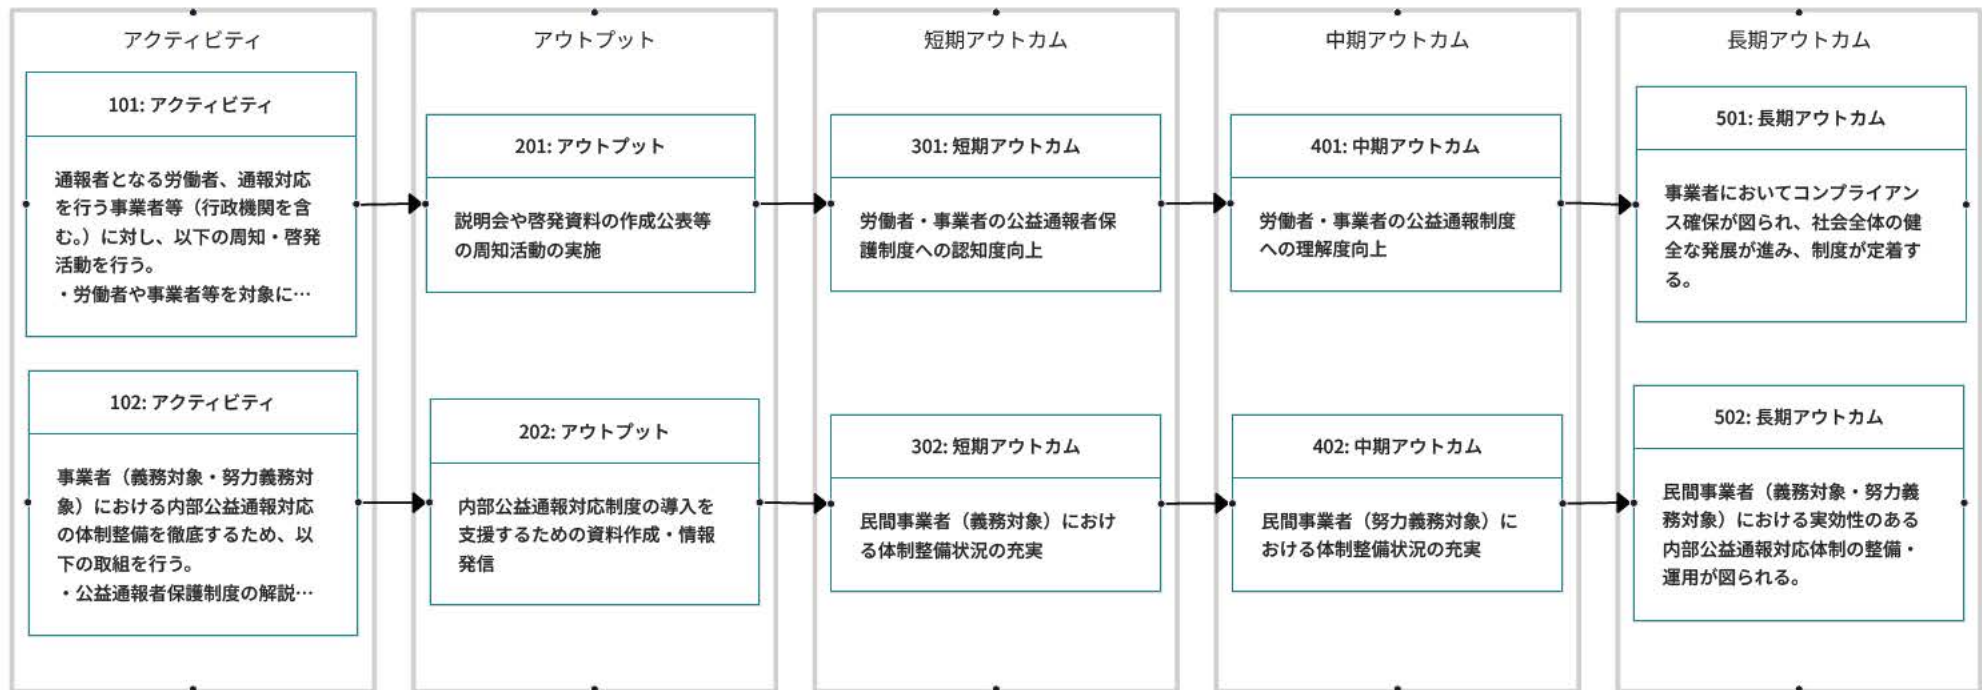 アクティビティ
101: アクティビティ
通報者となる労働者、通報対応
を行う事業者等（行政機関を含
む。）に対し、以下の周知・啓発
活動を行う。
・労働者や事業者等を対象に…
102: アクティビティ
事業者（義務対象・努力義務対
象）における内部公益通報対応
の体制整備を徹底するため、以
下の取組を行う。
・公益通報者保護制度の解説…
アウトプット
201: アウトプット
説明会や啓発資料の作成公表等
の周知活動の実施
202: アウトプット
内部公益通報対応制度の導入を
支援するための資料作成・情報
発信
短期アウトカム
301: 短期アウトカム
労働者・事業者の公益通報者保
護制度への認知度向上
302: 短期アウトカム
民間事業者（義務対象）におけ
る体制整備状況の充実
中期アウトカム
401: 中期アウトカム
労働者・事業者の公益通報制度
への理解度向上
402: 中期アウトカム
民間事業者（努力義務対象）に
おける体制整備状況の充実
長期アウトカム
501: 長期アウトカム
事業者においてコンプライアン
ス確保が図られ、社会全体の健
全な発展が進み、制度が定着す
る。
502: 長期アウトカム
民間事業者（義務対象・努力義
務対象）における実効性のある
内部公益通報対応体制の整備・
運用が図られる。